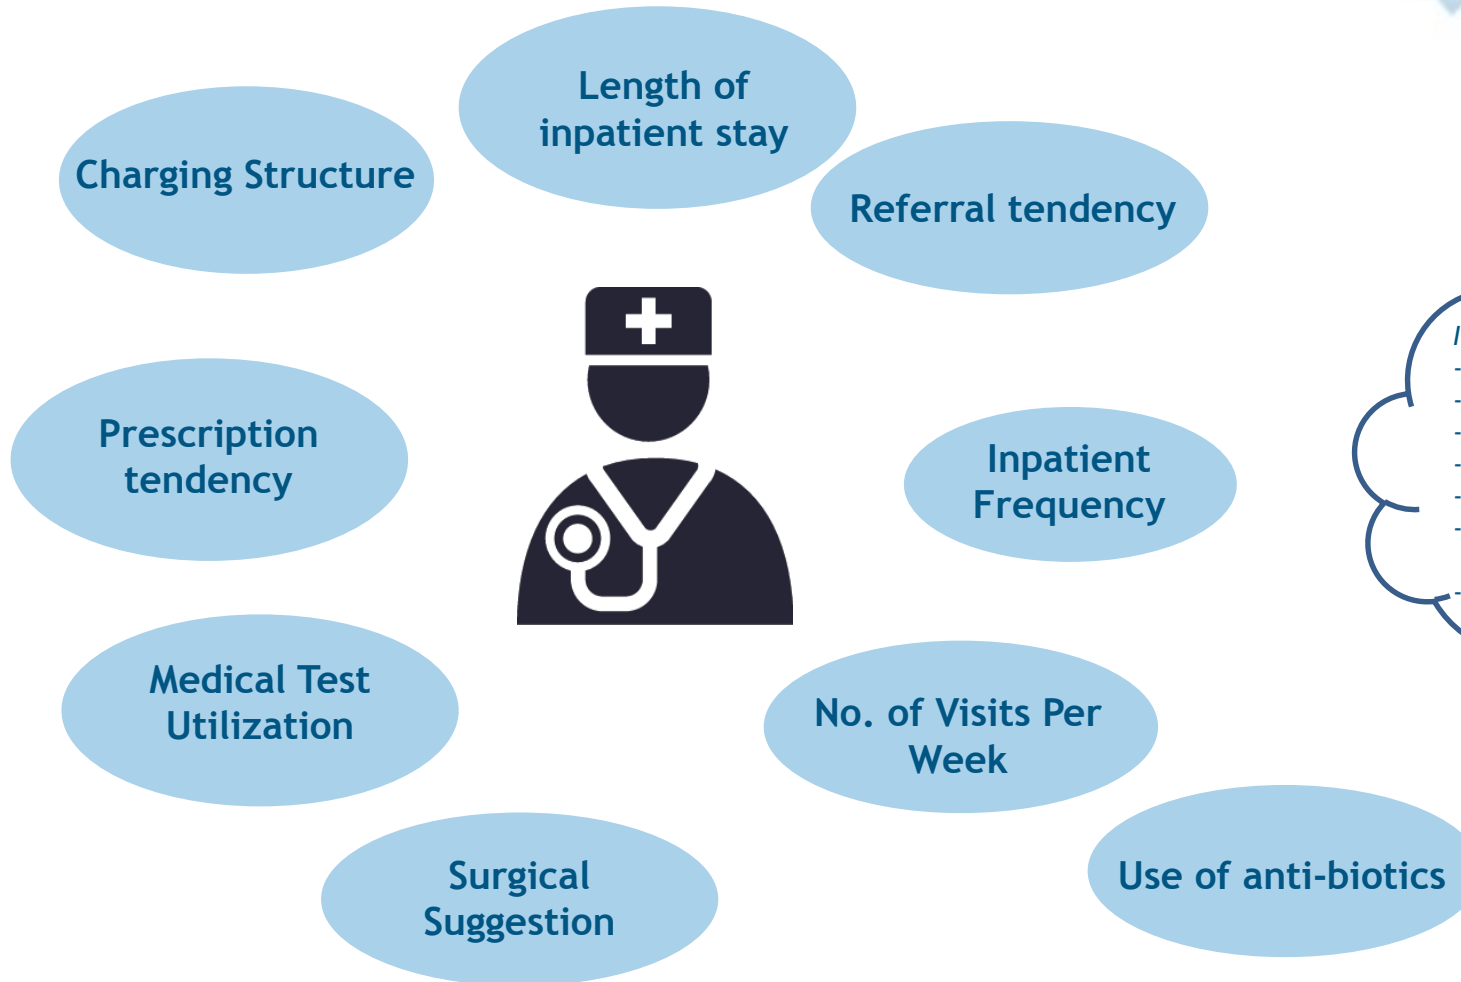 Length of
inpatient stay
Charging Structure
Referral tendency
Prescription
tendency
Inpatient
Frequency
Medical Test
Utilization
No. of Visits Per
Week
Surgical
Suggestion
Use of anti-biotics